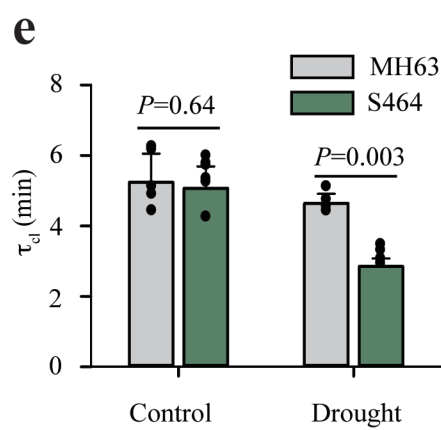 e
MH63
S464
8
6
4
2
0
τcl (min)
P=0.64
P=0.003
Control
Drought